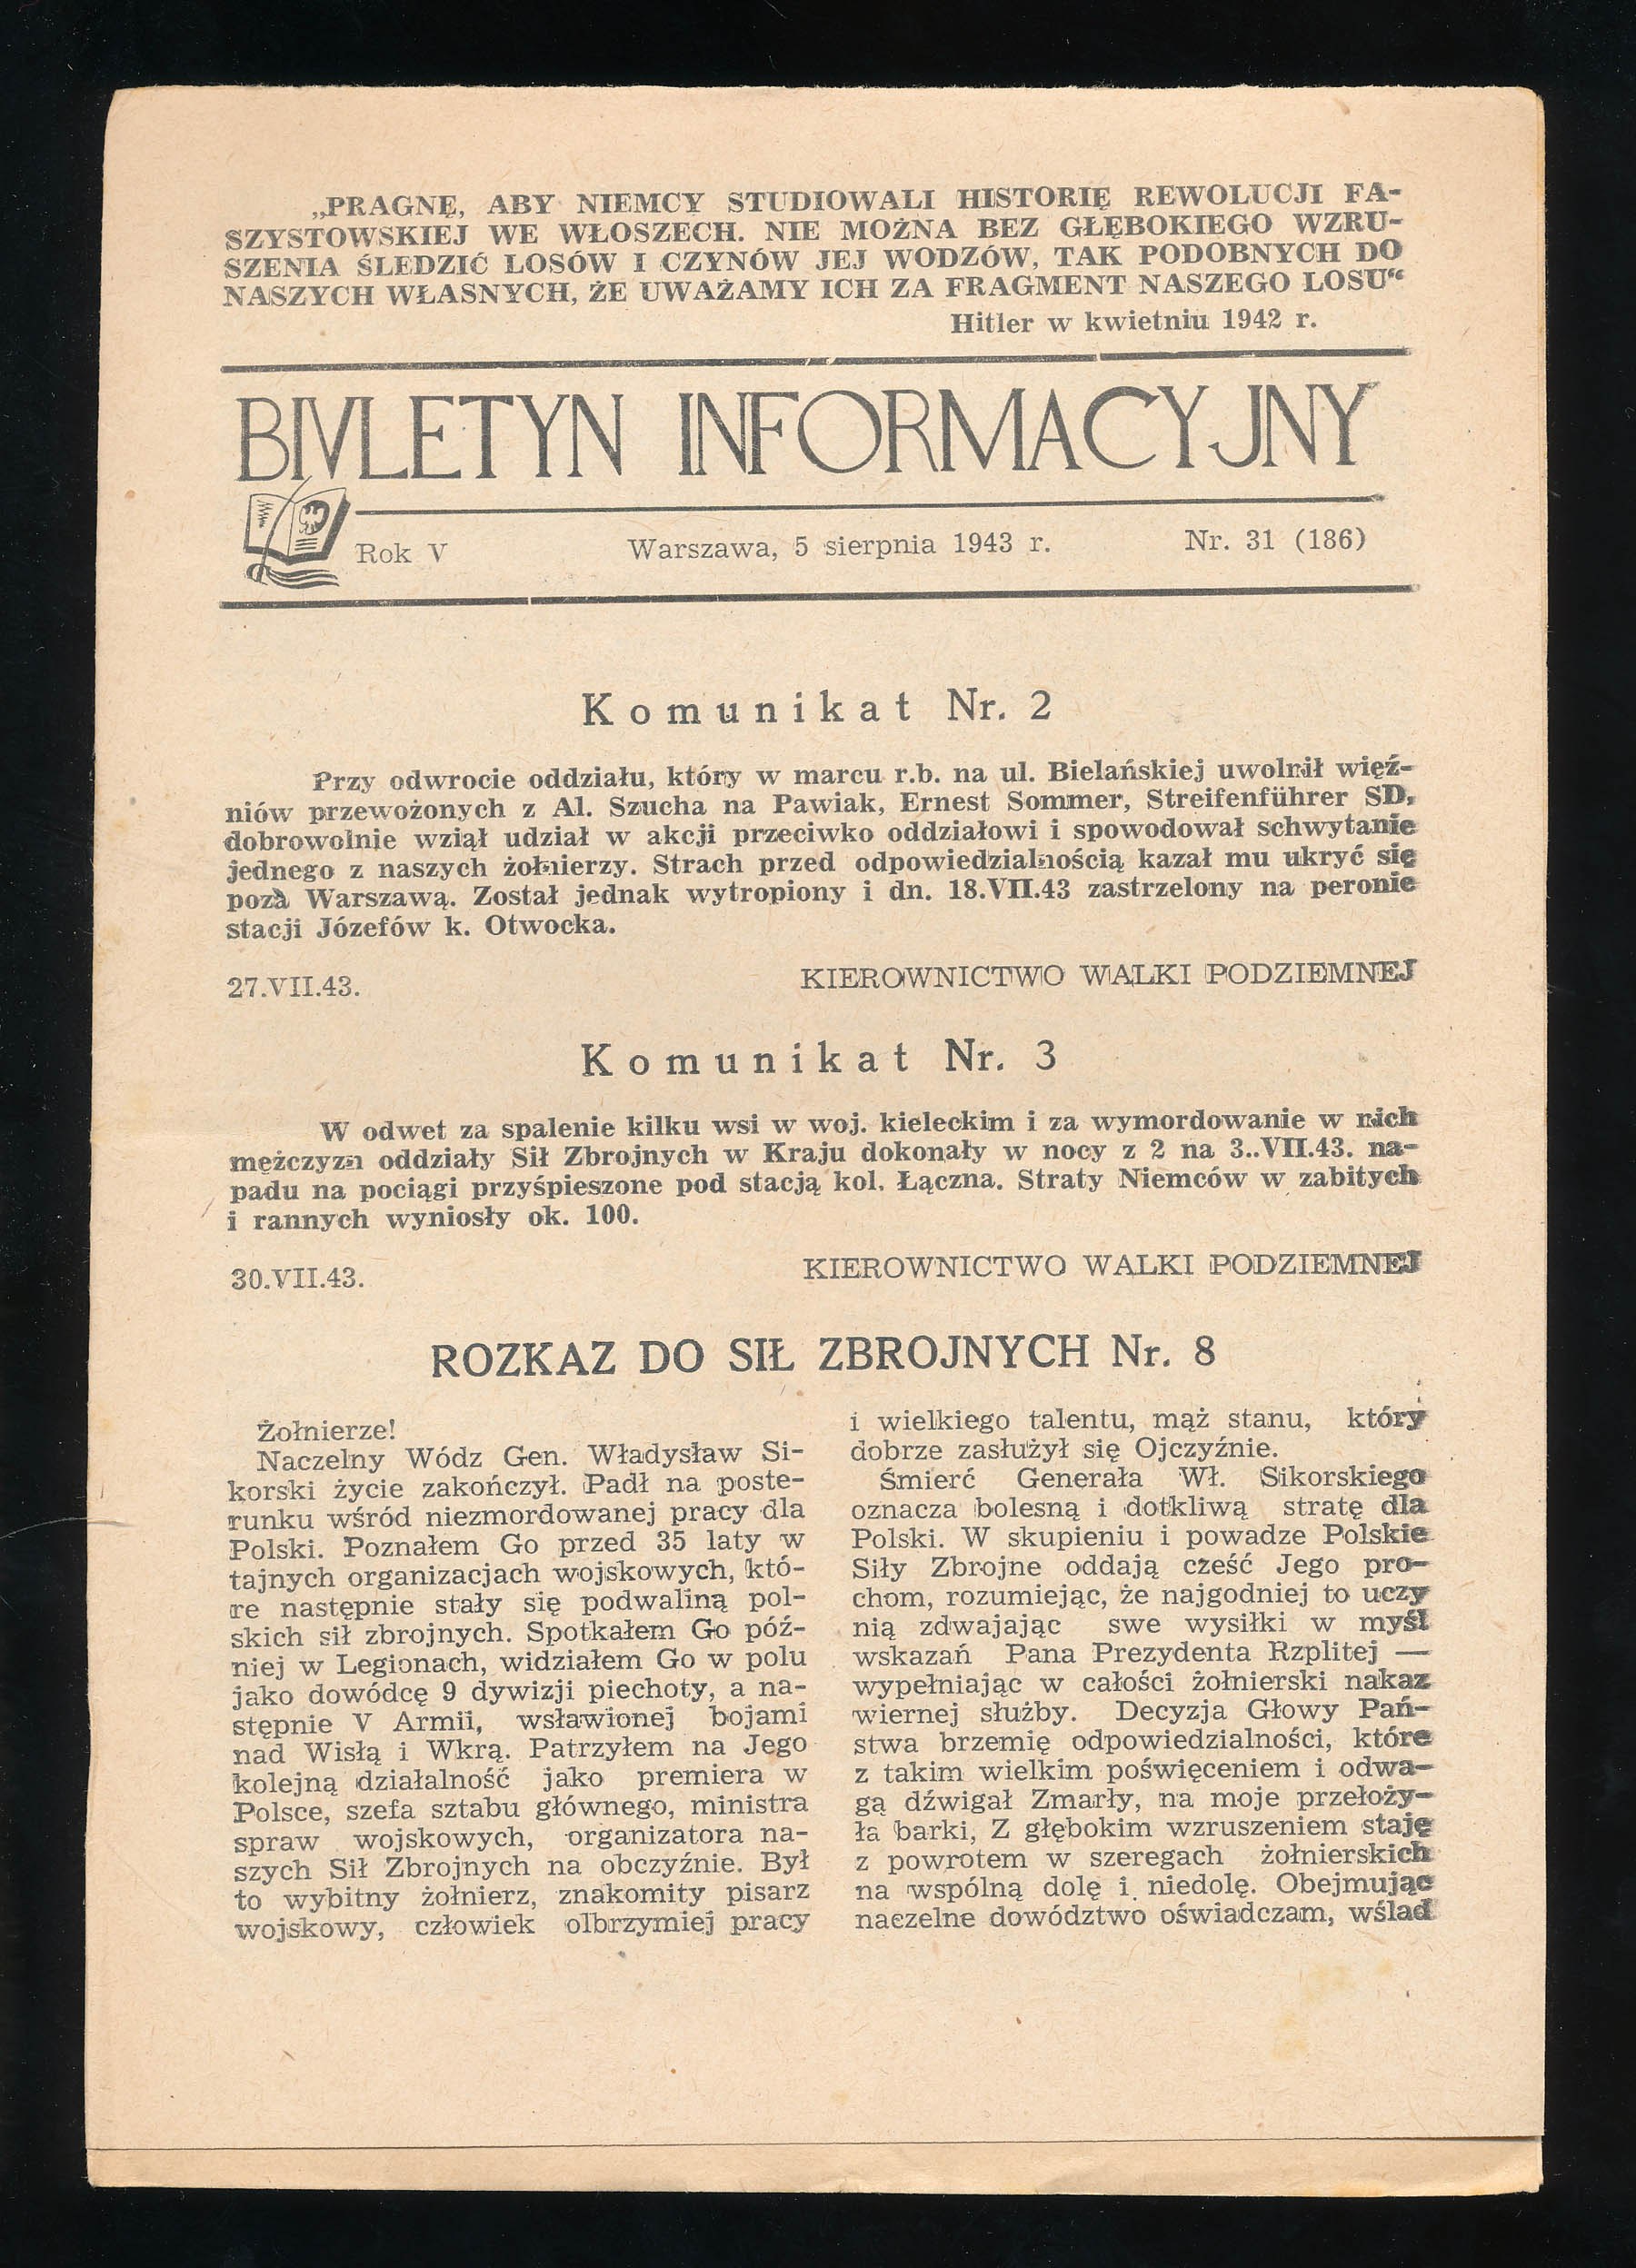 „PRAGNĘ, ABY NIEMCY STUDIOWALI HISTORIĘ REWOLUCJI FA-
SZYSTOWSKIEJ WE WŁOSZECH. NIE MOŻNA BEZ GŁĘBOKIEGO WZRU-
SZENIA ŚLEDZIĆ LOSÓW I CZYNÓW JEJ WODZÓW, TAK PODOBNYCH DO
NASZYCH WŁASNYCH, ŻE UWAŻAMY ICH ZA FRAGMENT NASZEGO LOSU“
Hitler w kwietniu 1942 r.
BIVLETYN INFORMACYJNY
Rok V Warszawa, 5 sierpnia 1943 r. Nr. 31 (186)
Komunikat Nr. 2
Przy odwrocie oddziału, który w marcu r.b. na ul. Bielańskiej uwolnił więź-
niów przewożonych z Al. Szucha na Pawiak, Ernest Sommer, Streifenführer SD,
dobrowolnie wziął udział w akcji przeciwko oddziałowi i spowodował schwytanie
jednego z naszych żołnierzy. Strach przed odpowiedzialnością kazał mu ukryć się
poza Warszawą. Został jednak wytropiony i dn. 18.VII.43 zastrzelony na peronie
stacji Józefów k. Otwocka.
27.VII.43. KIEROWNICTWO WALKI PODZIEMNEJ
Komunikat Nr. 3
W odwet za spalenie kilku wsi w woj. kieleckim i za wymordowanie w nich
mężczyzn oddziały Sił Zbrojnych w Kraju dokonały w nocy z 2 na 3..VII.43. na-
padu na pociągi przyśpieszone pod stacją kol. Łączna. Straty Niemców w zabitych
i rannych wyniosły ok. 100.
30.VII.43. KIEROWNICTWO WALKI PODZIEMNEJ
ROZKAZ DO SIŁ ZBROJNYCH Nr. 8
Żołnierze!
Naczelny Wódz Gen. Władysław Si-
korski życie zakończył. Padł na poste-
runku wśród niezmordowanej pracy dla
Polski. Poznałem Go przed 35 laty w
tajnych organizacjach wojskowych, któ-
re następnie stały się podwaliną pol-
skich sił zbrojnych. Spotkałem Go póź-
niej w Legionach, widziałem Go w polu
jako dowódcę 9 dywizji piechoty, a na-
stępnie V Armii, wsławionej bojami
nad Wisłą i Wkrą. Patrzyłem na Jego
kolejną działalność jako premiera w
Polsce, szefa sztabu głównego, ministra
spraw wojskowych, organizatora na-
szych Sił Zbrojnych na obczyźnie. Był
to wybitny żołnierz, znakomity pisarz
wojskowy, człowiek olbrzymiej pracy
i wielkiego talentu, mąż stanu, który
dobrze zasłużył się Ojczyźnie.
Śmierć Generała Wł. Sikorskiego
oznacza bolesną i dotkliwą stratę dla
Polski. W skupieniu i powadze Polskie
Siły Zbrojne oddają cześć Jego pro-
chom, rozumiejąc, że najgodniej to uczy
nią zdwajając swe wysiłki w myśl
wskazań Pana Prezydenta Rzplitej —
wypełniając w całości żołnierski nakaz
wiernej służby. Decyzja Głowy Pań-
stwa brzemię odpowiedzialności, które
z takim wielkim poświęceniem i odwa-
gą dźwigał Zmarły, na moje przełoży-
ła barki, Z głębokim wzruszeniem staję
z powrotem w szeregach żołnierskich
na wspólną dolę i niedolę. Obejmując
naczelne dowództwo oświadczam, wślad